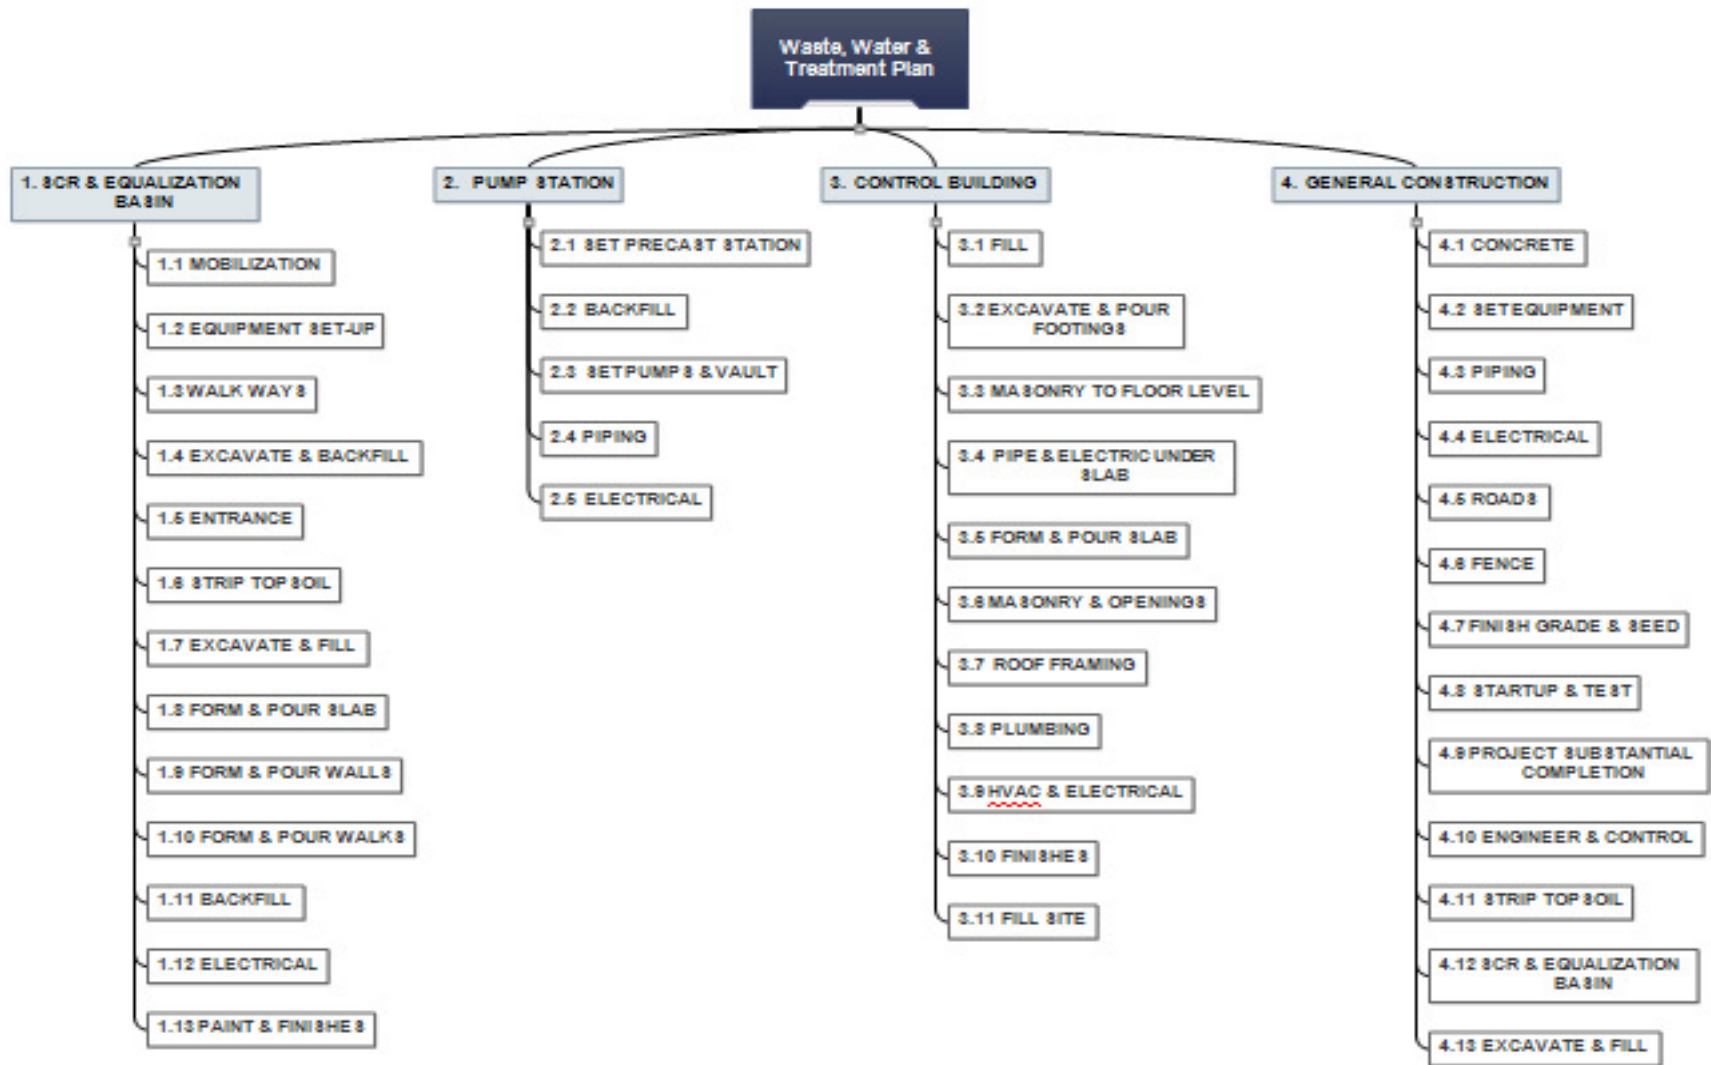 Waste, Water &
Treatment Plan
1. SCR & EQUALIZATION
BASIN
1.1 MOBILIZATION
1.2 EQUIPMENT SET-UP
1.3 WALK WAYS
1.4 EXCAVATE & BACKFILL
1.5 ENTRANCE
1.6 STRIP TOPSOIL
1.7 EXCAVATE & FILL
1.8 FORM & POUR SLAB
1.9 FORM & POUR WALLS
1.10 FORM & POUR WALKS
1.11 BACKFILL
1.12 ELECTRICAL
1.13 PAINT & FINISHES
2. PUMP STATION
2.1 SET PRECAST STATION
2.2 BACKFILL
2.3 SET PUMPS & VAULT
2.4 PIPING
2.5 ELECTRICAL
3. CONTROL BUILDING
3.1 FILL
3.2 EXCAVATE & POUR
FOOTINGS
3.3 MASONRY TO FLOOR LEVEL
3.4 PIPE & ELECTRIC UNDER
SLAB
3.5 FORM & POUR SLAB
3.6 MASONRY & OPENINGS
3.7 ROOF FRAMING
3.8 PLUMBING
3.9 HVAC & ELECTRICAL
3.10 FINISHES
3.11 FILL SITE
4. GENERAL CONSTRUCTION
4.1 CONCRETE
4.2 SET EQUIPMENT
4.3 PIPING
4.4 ELECTRICAL
4.5 ROADS
4.6 FENCE
4.7 FINISH GRADE & SEED
4.8 STARTUP & TEST
4.9 PROJECT SUBSTANTIAL
COMPLETION
4.10 ENGINEER & CONTROL
4.11 STRIP TOPSOIL
4.12 SCR & EQUALIZATION
BASIN
4.13 EXCAVATE & FILL